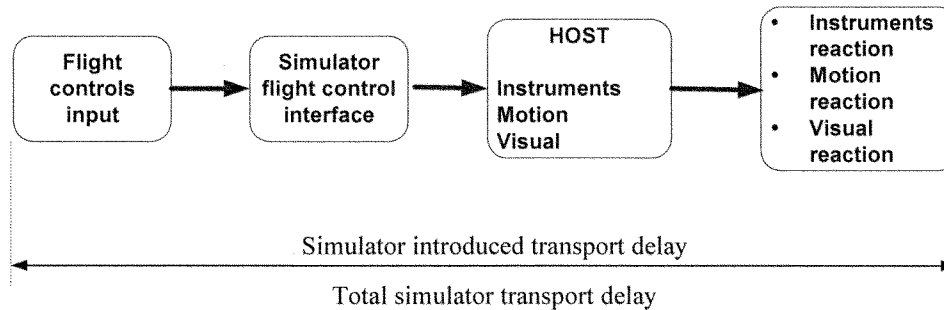 Flight
controls
input
Simulator
flight control
interface
HOST
Instruments
Motion
Visual
• Instruments
reaction
• Motion
reaction
• Visual
reaction
Simulator introduced transport delay
Total simulator transport delay